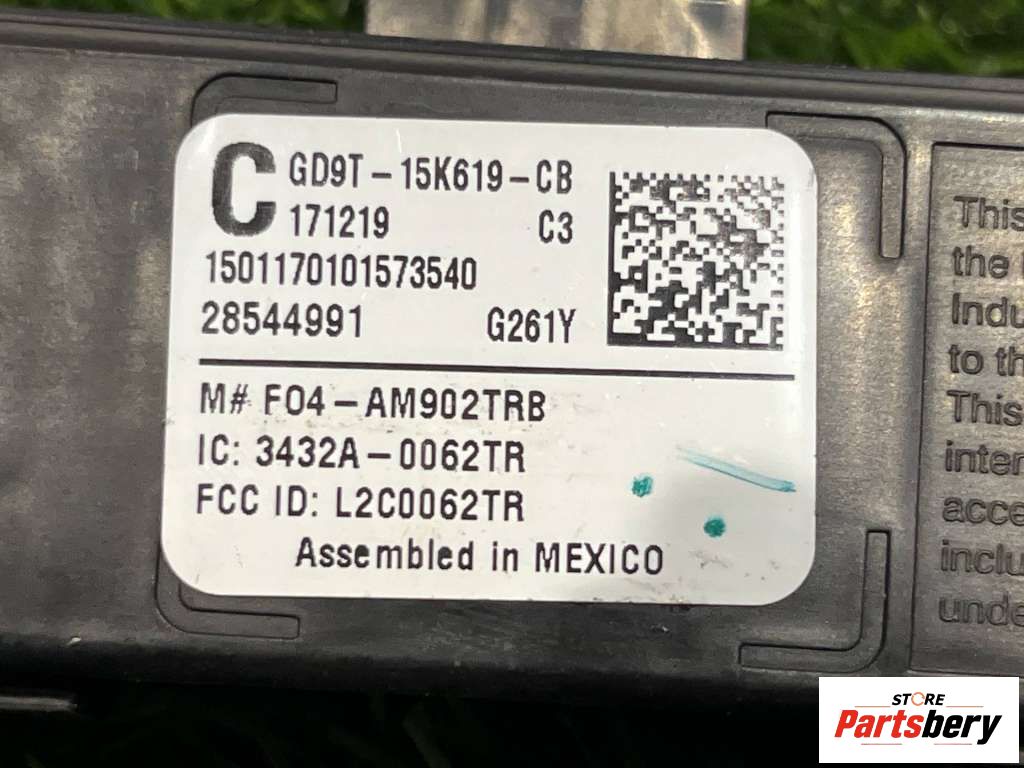 C
GD9T-15K619-CB
171219 C3
1501170101573540
28544991 G261Y
M# F04-AM902TRB
IC: 3432A-0062TR
FCC ID: L2C0062TR
Assembled in MEXICO
This
the
Indu
to th
This
inter
acce
inclu
unde
STORE
Partsbery